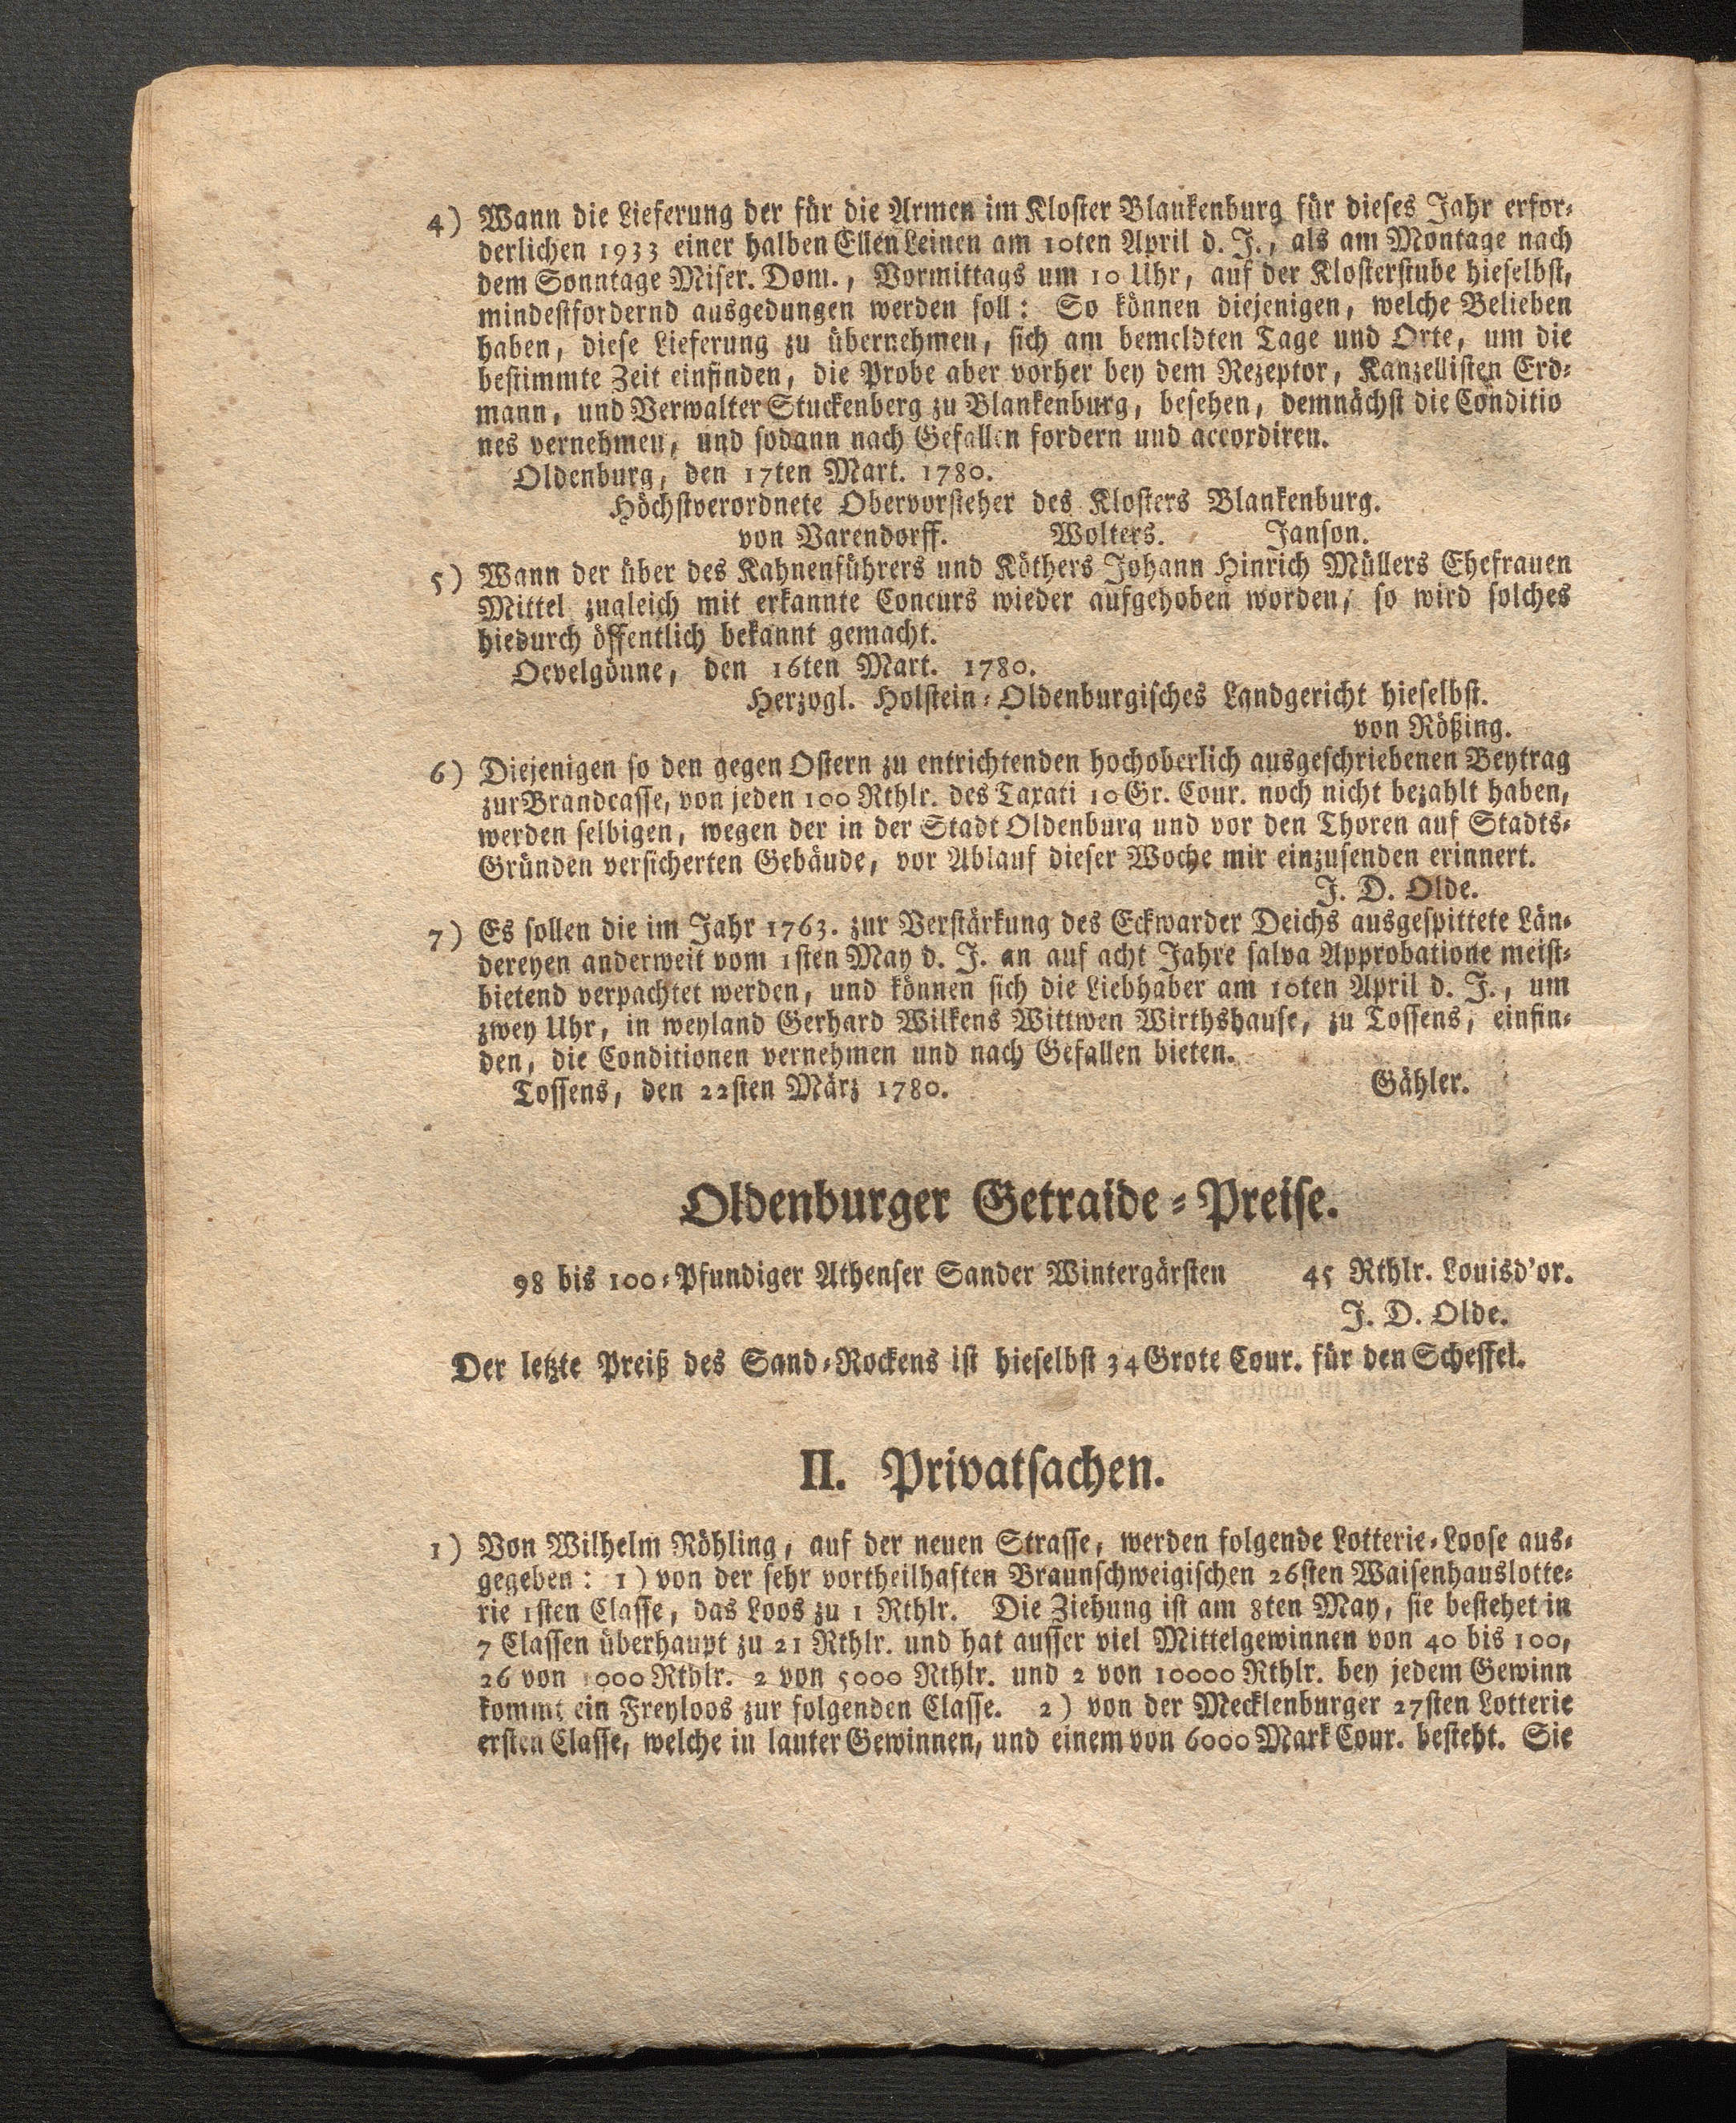 4) Wann die Lieferung der für die Armen im Kloster Blankenburg für dieses Jahr erfor-
derlichen 1933 einer halben Ellen Leinen am 10ten April d. J., als am Montage nach
dem Sonntage Miser. Dom., Vormittags um 10 Uhr, auf der Klosterstube hieselbst,
mindestfordernd ausgedungen werden soll: So können diejenigen, welche Belieben
haben, diese Lieferung zu übernehmen, sich am bemeldten Tage und Orte, um die
bestimmte Zeit einfinden, die Probe aber vorher bey dem Rezeptor, Kanzellisten Erd-
mann, und Verwalter Stuckenberg zu Blankenburg, besehen, demnächst die Conditio
nes vernehmen, und sodann nach Gefallen fordern und accordiren.
Oldenburg, den 17ten Mart. 1780.
Höchstverordnete Obervorsteher des Klosters Blankenburg.
von Varendorff. Wolters. Janson.
5) Wann der über des Kahnenführers und Köthers Johann Hinrich Müllers Ehefrauen
Mittel zugleich mit erkannte Concurs wieder aufgehoben worden, so wird solches
hiedurch öffentlich bekannt gemacht.
Oevelgönne, den 16ten Mart. 1780.
Herzogl. Holstein-Oldenburgisches Landgericht hieselbst.
von Rößing.
6) Diejenigen so den gegen Ostern zu entrichtenden hochoberlich ausgeschriebenen Beytrag
zur Brandcasse, von jeden 100 Rthlr. des Taxati 10 Gr. Cour. noch nicht bezahlt haben,
werden selbigen, wegen der in der Stadt Oldenburg und vor den Thoren auf Stadts-
Gründen versicherten Gebäude, vor Ablauf dieser Woche mir einzusenden erinnert.
J. D. Olde.
7) Es sollen die im Jahr 1763. zur Verstärkung des Eckwarder Deichs ausgespittete Län-
dereyen anderweit vom 1sten May d. J. an auf acht Jahre salva Approbatione meist-
bietend verpachtet werden, und können sich die Liebhaber am 10ten April d. J., um
zwey Uhr, in weyland Gerhard Wilkens Wittwen Wirthshause, zu Tossens, einfin-
den, die Conditionen vernehmen und nach Gefallen bieten.
Tossens, den 22sten März 1780. Gähler.
Oldenburger Getraide-Preise.
98 bis 100-Pfundiger Athenser Sander Wintergärsten 45 Rthlr. Louisd'or.
J. D. Olde.
Der letzte Preiß des Sand-Rockens ist hieselbst 34 Grote Cour. für den Scheffel.
II. Privatsachen.
1) Von Wilhelm Röhling, auf der neuen Strasse, werden folgende Lotterie-Loose aus-
gegeben: 1) von der sehr vortheilhaften Braunschweigischen 26sten Waisenhauslotte-
rie 1sten Classe, das Loos zu 1 Rthlr. Die Ziehung ist am 8ten May, sie bestehet in
7 Classen überhaupt zu 21 Rthlr. und hat ausser viel Mittelgewinnen von 40 bis 100,
26 von 1000 Rthlr. 2 von 5000 Rthlr. und 2 von 10000 Rthlr. bey jedem Gewinn
kommt ein Freyloos zur folgenden Classe. 2) von der Mecklenburger 27sten Lotterie
ersten Classe, welche in lauter Gewinnen, und einem von 6000 Mark Cour. besteht. Sie